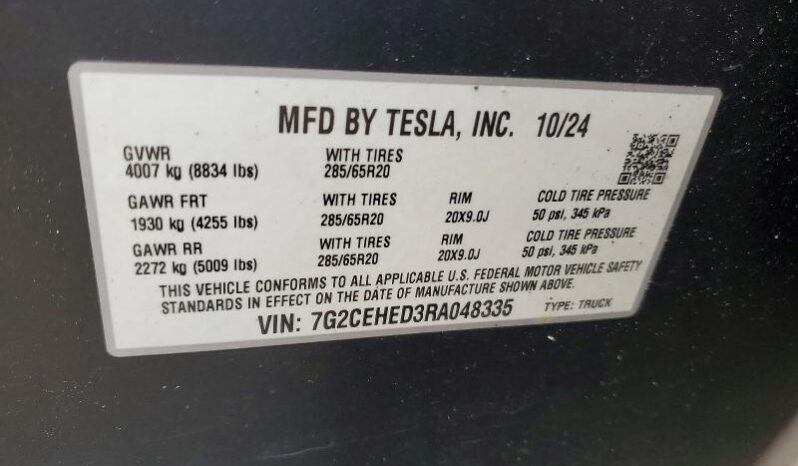 MFD BY TESLA, INC. 10/24
GVWR WITH TIRES
4007 kg (8834 lbs) 285/65R20
GAWR FRT WITH TIRES RIM COLD TIRE PRESSURE
1930 kg (4255 lbs) 285/65R20 20X9.0J 50 psi, 345 kPa
GAWR RR WITH TIRES RIM COLD TIRE PRESSURE
2272 kg (5009 lbs) 285/65R20 20X9.0J 50 psi, 345 kPa
THIS VEHICLE CONFORMS TO ALL APPLICABLE U.S. FEDERAL MOTOR VEHICLE SAFETY
STANDARDS IN EFFECT ON THE DATE OF MANUFACTURE SHOWN ABOVE.
VIN: 7G2CEHED3RA048335 TYPE: TRUCK